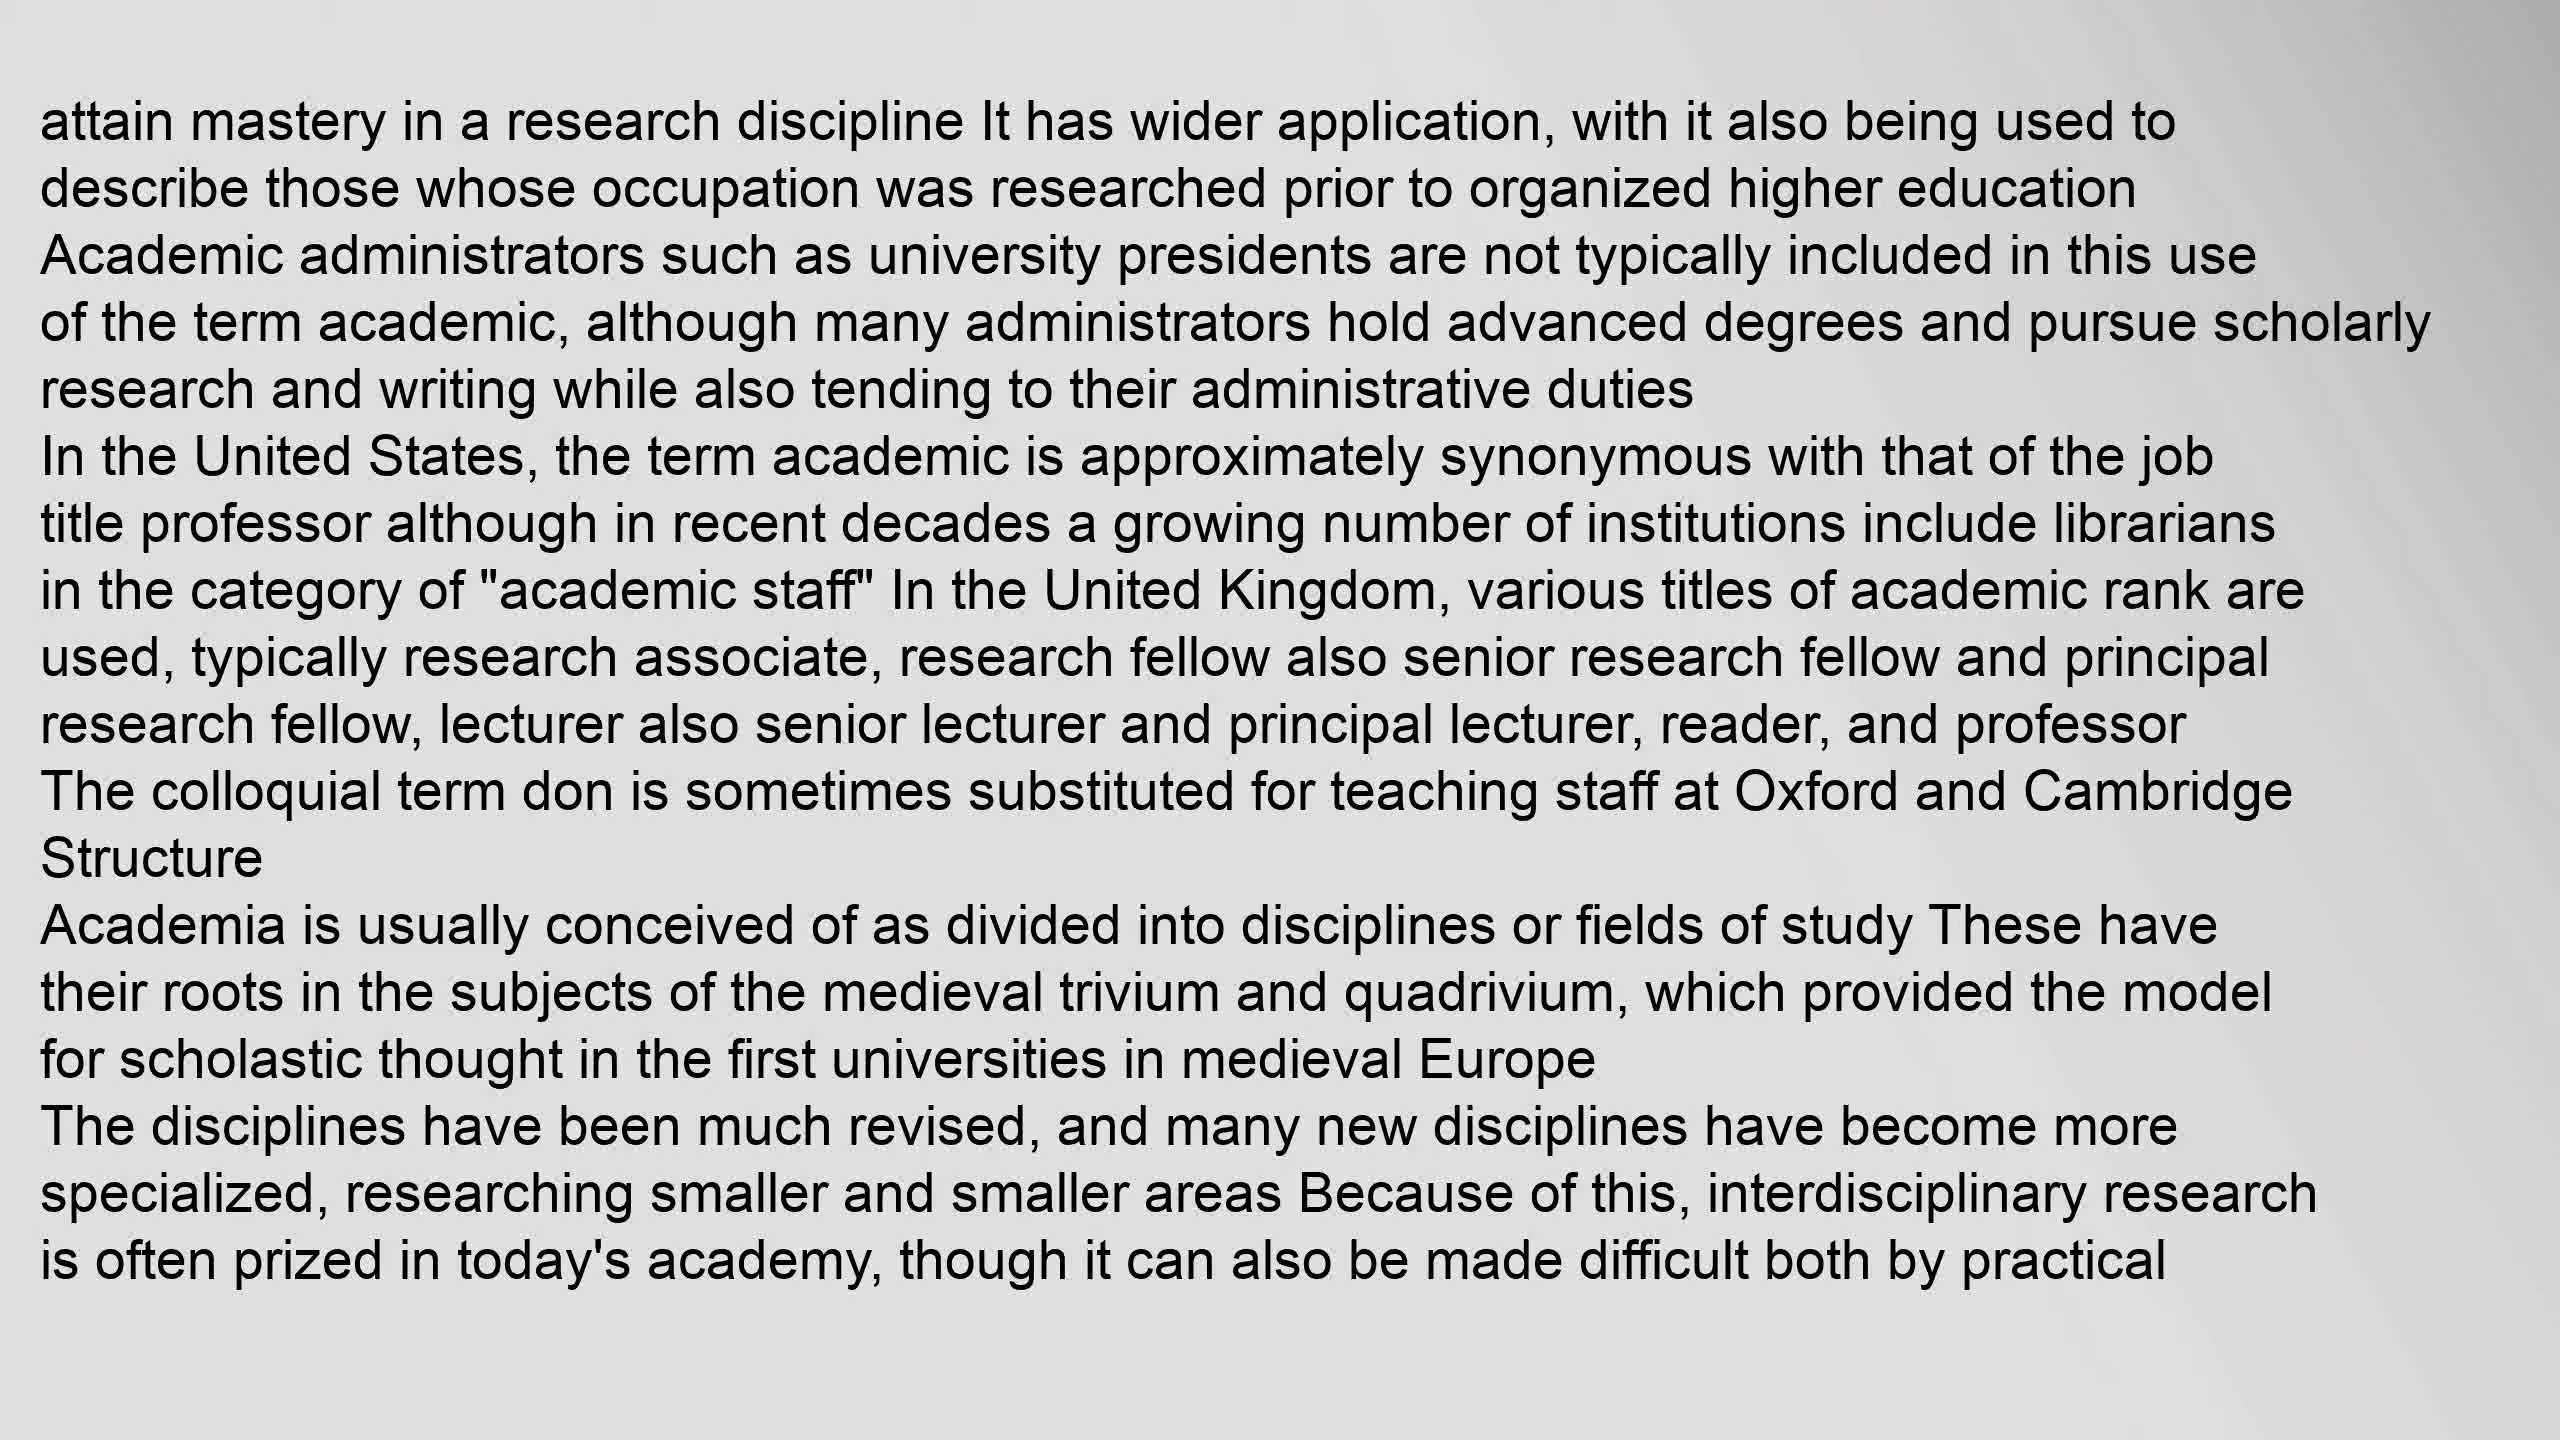 attain mastery in a research discipline It has wider application, with it also being used to
describe those whose occupation was researched prior to organized higher education
Academic administrators such as university presidents are not typically included in this use
of the term academic, although many administrators hold advanced degrees and pursue scholarly
research and writing while also tending to their administrative duties
In the United States, the term academic is approximately synonymous with that of the job
title professor although in recent decades a growing number of institutions include librarians
in the category of "academic staff" In the United Kingdom, various titles of academic rank are
used, typically research associate, research fellow also senior research fellow and principal
research fellow, lecturer also senior lecturer and principal lecturer, reader, and professor
The colloquial term don is sometimes substituted for teaching staff at Oxford and Cambridge
Structure
Academia is usually conceived of as divided into disciplines or fields of study These have
their roots in the subjects of the medieval trivium and quadrivium, which provided the model
for scholastic thought in the first universities in medieval Europe
The disciplines have been much revised, and many new disciplines have become more
specialized, researching smaller and smaller areas Because of this, interdisciplinary research
is often prized in today's academy, though it can also be made difficult both by practical